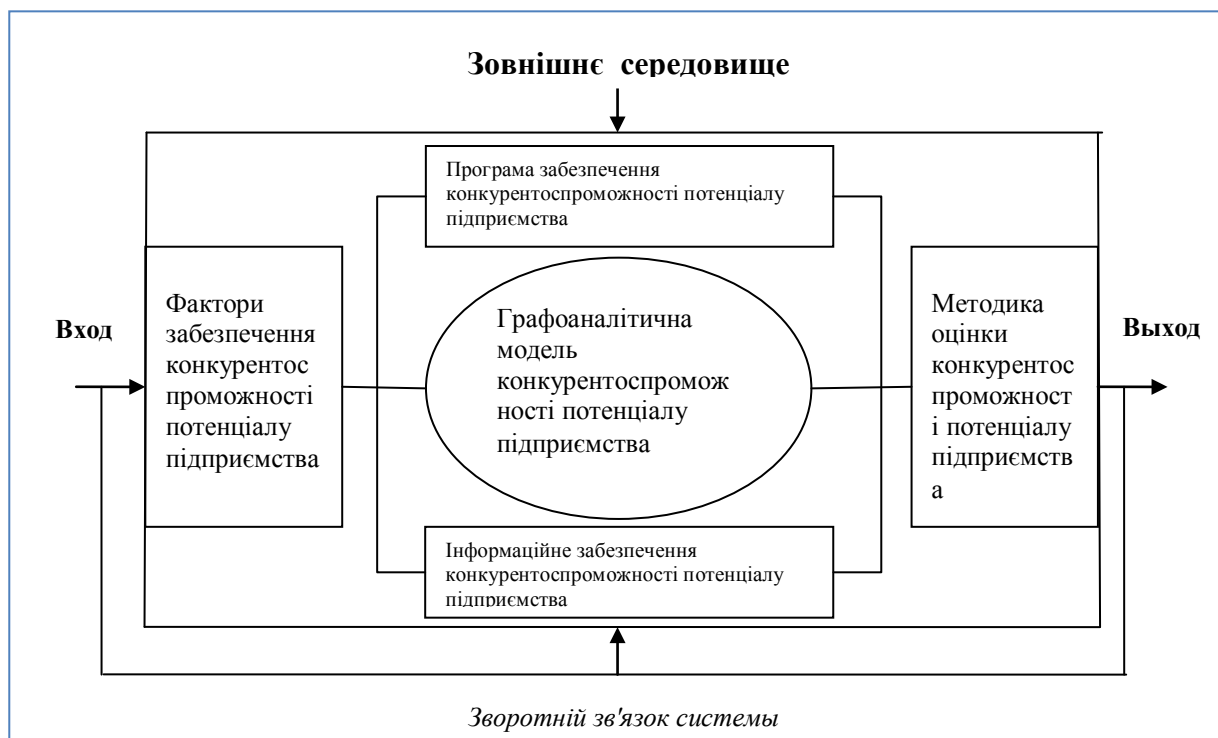 Зовнішнє середовище
Програма забезпечення
конкурентоспроможності потенціалу
підприємства
Вход
Фактори
забезпечення
конкурентос
проможності
потенціалу
підприємства
Графоаналітична
модель
конкурентоспромож
ності потенціалу
підприємства
Методика
оцінки
конкурентос
проможност
і потенціалу
підприємств
а
Выход
Інформаційне забезпечення
конкурентоспроможності потенціалу
підприємства
Зворотній зв'язок системы